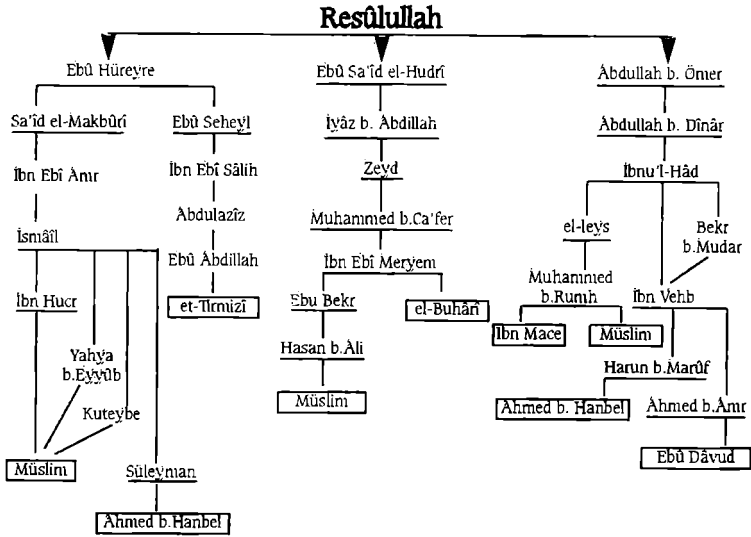 Resûlullah
Ebû Hüreyre
Ebû Sa'îd el-Hudrî
Abdullah b. Ömer
Sa'îd el-Makbûrî
Ebû Seheyl
İyâz b. Abdillah
Abdullah b. Dînâr
İbn Ebî Amr
İbn Ebî Sâlih
Zeyd
İbnu'l-Hâd
Abdulazîz
Muhammed b.Ca'fer
el-leys
Bekr
b.Mudar
İsmâîl
Ebû Abdillah
İbn Ebî Meryem
Muhammed
b.Rumh
İbn Hucr
et-Tirmizî
Ebu Bekr
el-Buhârî
İbn Vehb
İbn Mace
Müslim
Yahya
b.Eyyûb
Hasan b.Ali
Harun b.Marûf
Kuteybe
Müslim
Ahmed b. Hanbel
Ahmed b.Amr
Müslim
Süleyman
Ebû Dâvud
Ahmed b.Hanbel